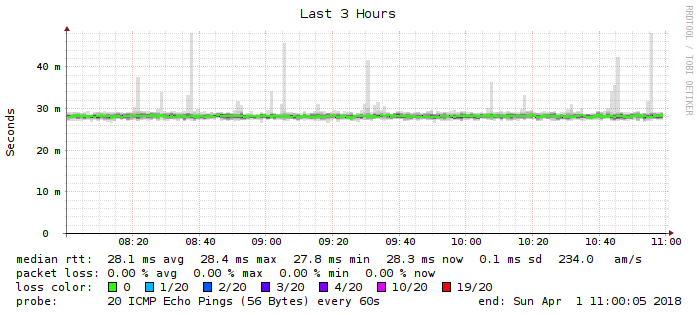 Last 3 Hours
RRDTOOL / TOBI OETIKER
Seconds
40 m
30 m
20 m
10 m
0
08:20 08:40 09:00 09:20 09:40 10:00 10:20 10:40 11:00
median rtt: 28.1 ms avg 28.4 ms max 27.8 ms min 28.3 ms now 0.1 ms sd 234.0 am/s
packet loss: 0.00 % avg 0.00 % max 0.00 % min 0.00 % now
loss color: 0 1/20 2/20 3/20 4/20 10/20 19/20
probe: 20 ICMP Echo Pings (56 Bytes) every 60s end: Sun Apr 1 11:00:05 2018